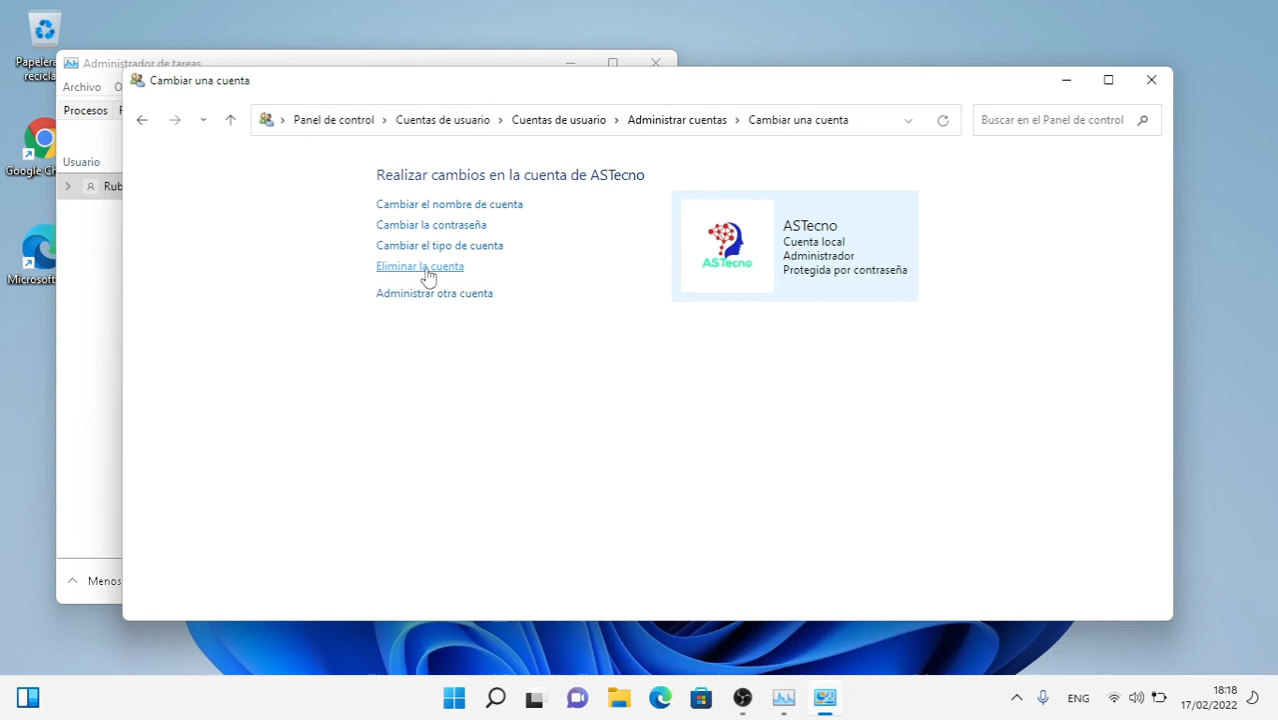 Papelera
recicla
Administrador de tareas
Cambiar una cuenta
Archivo
Panel de control
Cuentas de usuario
Cuentas de usuario
Administrar cuentas
Cambiar una cuenta
Buscar en el Panel de control
Procesos
Usuario
Google Ch
Rub
Microsoft
Realizar cambios en la cuenta de ASTecno
Cambiar el nombre de cuenta
Cambiar la contraseña
Cambiar el tipo de cuenta
Eliminar la cuenta
Administrar otra cuenta
ASTecno
ASTecno
Cuenta local
Administrador
Protegida por contraseña
Menos
ENG
18:18
17/02/2022